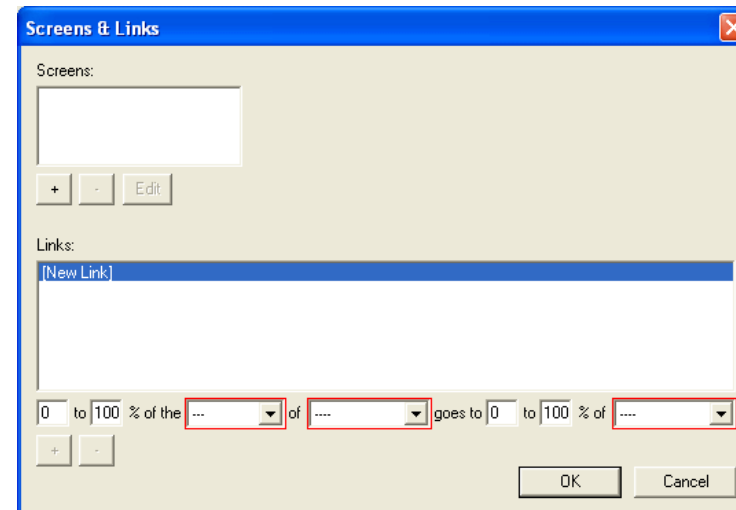 Screens & Links
Screens:
+ - Edit
Links:
[New Link]
0 to 100 % of the --- of ---- goes to 0 to 100 % of ----
+ -
OK Cancel